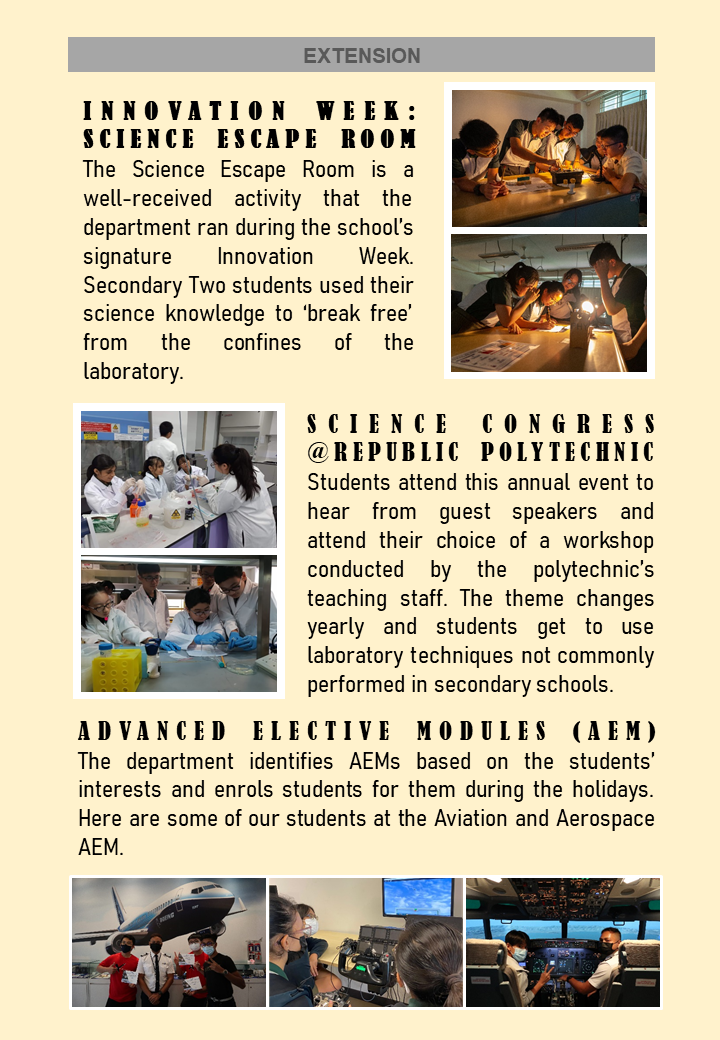 EXTENSION
INNOVATION WEEK:
SCIENCE ESCAPE ROOM
The Science Escape Room is a
well-received activity that the
department ran during the school's
signature Innovation Week.
Secondary Two students used their
science knowledge to ‘break free’
from the confines of the
laboratory.
SCIENCE CONGRESS
@REPUBLIC POLYTECHNIC
Students attend this annual event to
hear from guest speakers and
attend their choice of a workshop
conducted by the polytechnic's
teaching staff. The theme changes
yearly and students get to use
laboratory techniques not commonly
performed in secondary schools.
ADVANCED ELECTIVE MODULES (AEM)
The department identifies AEMs based on the students’
interests and enrols students for them during the holidays.
Here are some of our students at the Aviation and Aerospace
AEM.
BOEING